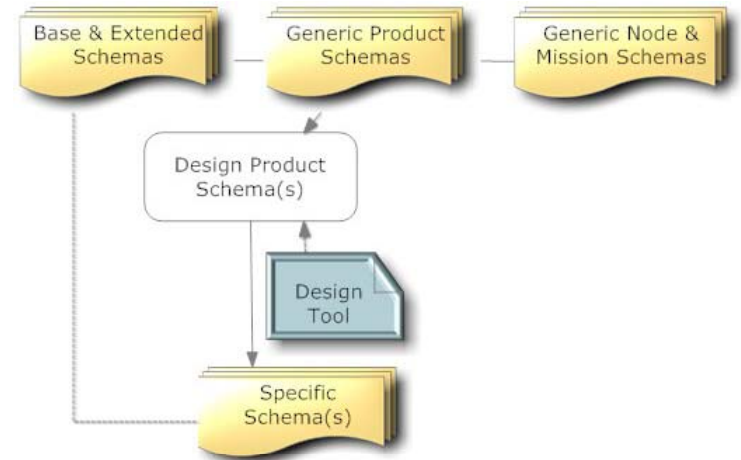 Base & Extended
Schemas
Generic Product
Schemas
Generic Node &
Mission Schemas
Design Product
Schema(s)
Design
Tool
Specific
Schema(s)